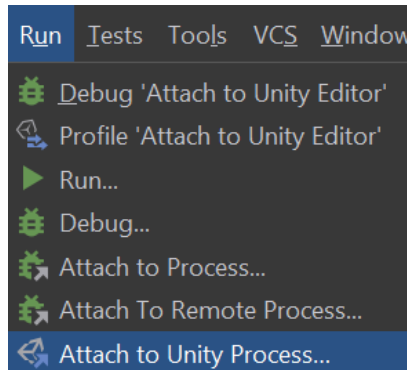 Run Tests Tools VCS Window
Debug 'Attach to Unity Editor'
Profile 'Attach to Unity Editor'
Run...
Debug...
Attach to Process...
Attach To Remote Process...
Attach to Unity Process...